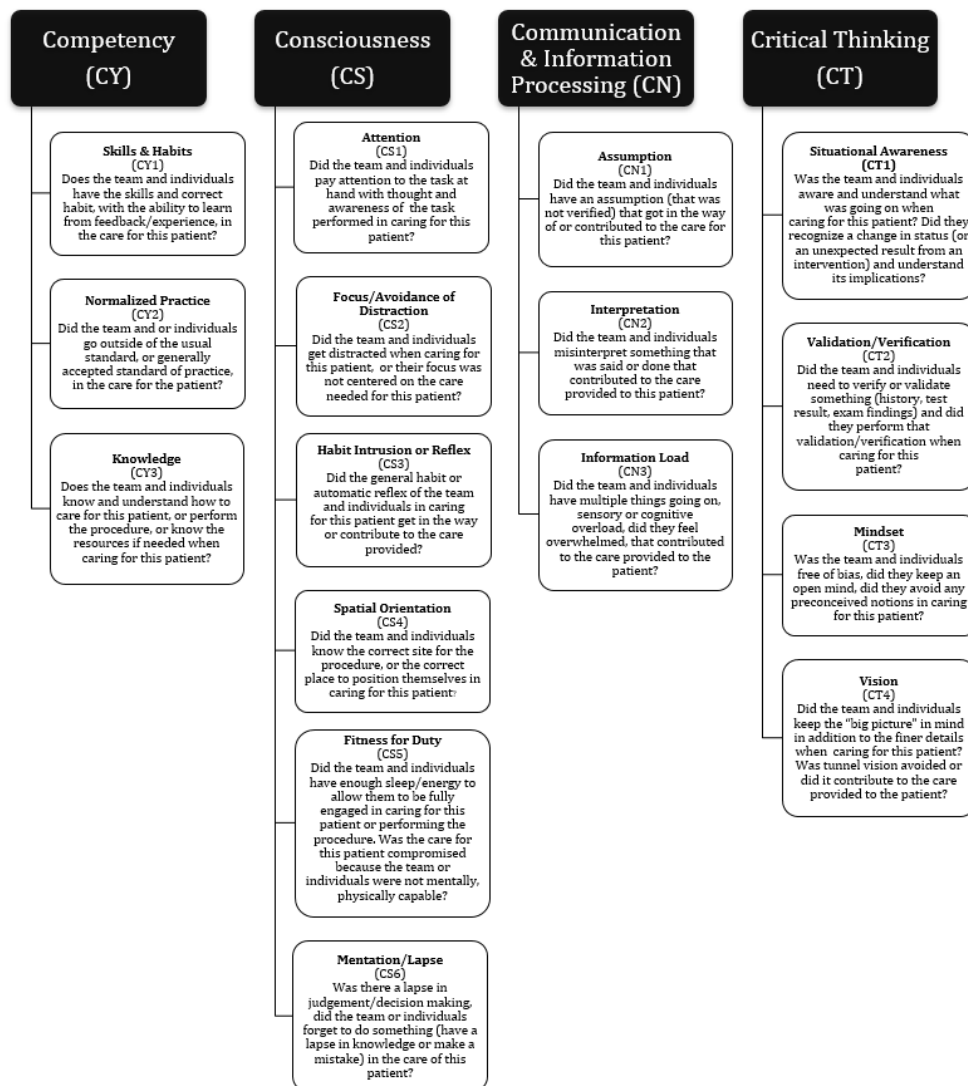 Competency
(CY)
Skills & Habits
(CY1)
Does the team and individuals
have the skills and correct
habit, with the ability to learn
from feedback/experience, in
the care for this patient?
Normalized Practice
(CY2)
Did the team and or individuals
go outside of the usual
standard, or generally
accepted standard of practice,
in the care for the patient?
Knowledge
(CY3)
Does the team and individuals
know and understand how to
care for this patient, or perform
the procedure, or know the
resources if needed when
caring for this patient?
Consciousness
(CS)
Attention
(CS1)
Did the team and individuals
pay attention to the task at
hand with thought and
awareness of the task
performed in caring for this
patient?
Focus/Avoidance of
Distraction
(CS2)
Did the team and individuals
get distracted when caring for
this patient, or their focus was
not centered on the care
needed for this patient?
Habit Intrusion or Reflex
(CS3)
Did the general habit or
automatic reflex of the team
and individuals in caring
for this patient get in the way
or contribute to the care
provided?
Spatial Orientation
(CS4)
Did the team and individuals
know the correct site for the
procedure, or the correct
place to position themselves in
caring for this patient?
Fitness for Duty
(CS5)
Did the team and individuals
have enough sleep/energy to
allow them to be fully
engaged in caring for this
patient or performing the
procedure. Was the care for
this patient compromised
because the team or
individuals were not mentally,
physically capable?
Mentation/Lapse
(CS6)
Was there a lapse in
judgement/decision making,
did the team or individuals
forget to do something (have a
lapse in knowledge or make a
mistake) in the care of this
patient?
Communication
& Information
Processing (CN)
Assumption
(CN1)
Did the team and individuals
have an assumption (that was
not verified) that got in the way
of or contributed to the care for
this patient?
Interpretation
(CN2)
Did the team and individuals
misinterpret something that
was said or done that
contributed to the care
provided to this patient?
Information Load
(CN3)
Did the team and individuals
have multiple things going on,
sensory or cognitive
overload, did they feel
overwhelmed, that contributed
to the care provided to the
patient?
Critical Thinking
(CT)
Situational Awareness
(CT1)
Was the team and individuals
aware and understand what
was going on when
caring for this patient? Did they
recognize a change in status (or
an unexpected result from an
intervention) and understand
its implications?
Validation/Verification
(CT2)
Did the team and individuals
need to verify or validate
something (history, test
result, exam findings) and did
they perform that
validation/verification when
caring for this
patient?
Mindset
(CT3)
Was the team and individuals
free of bias, did they keep an
open mind, did they avoid any
preconceived notions in caring
for this patient?
Vision
(CT4)
Did the team and individuals
keep the “big picture” in mind
in addition to the finer details
when caring for this patient?
Was tunnel vision avoided or
did it contribute to the care
provided to the patient?